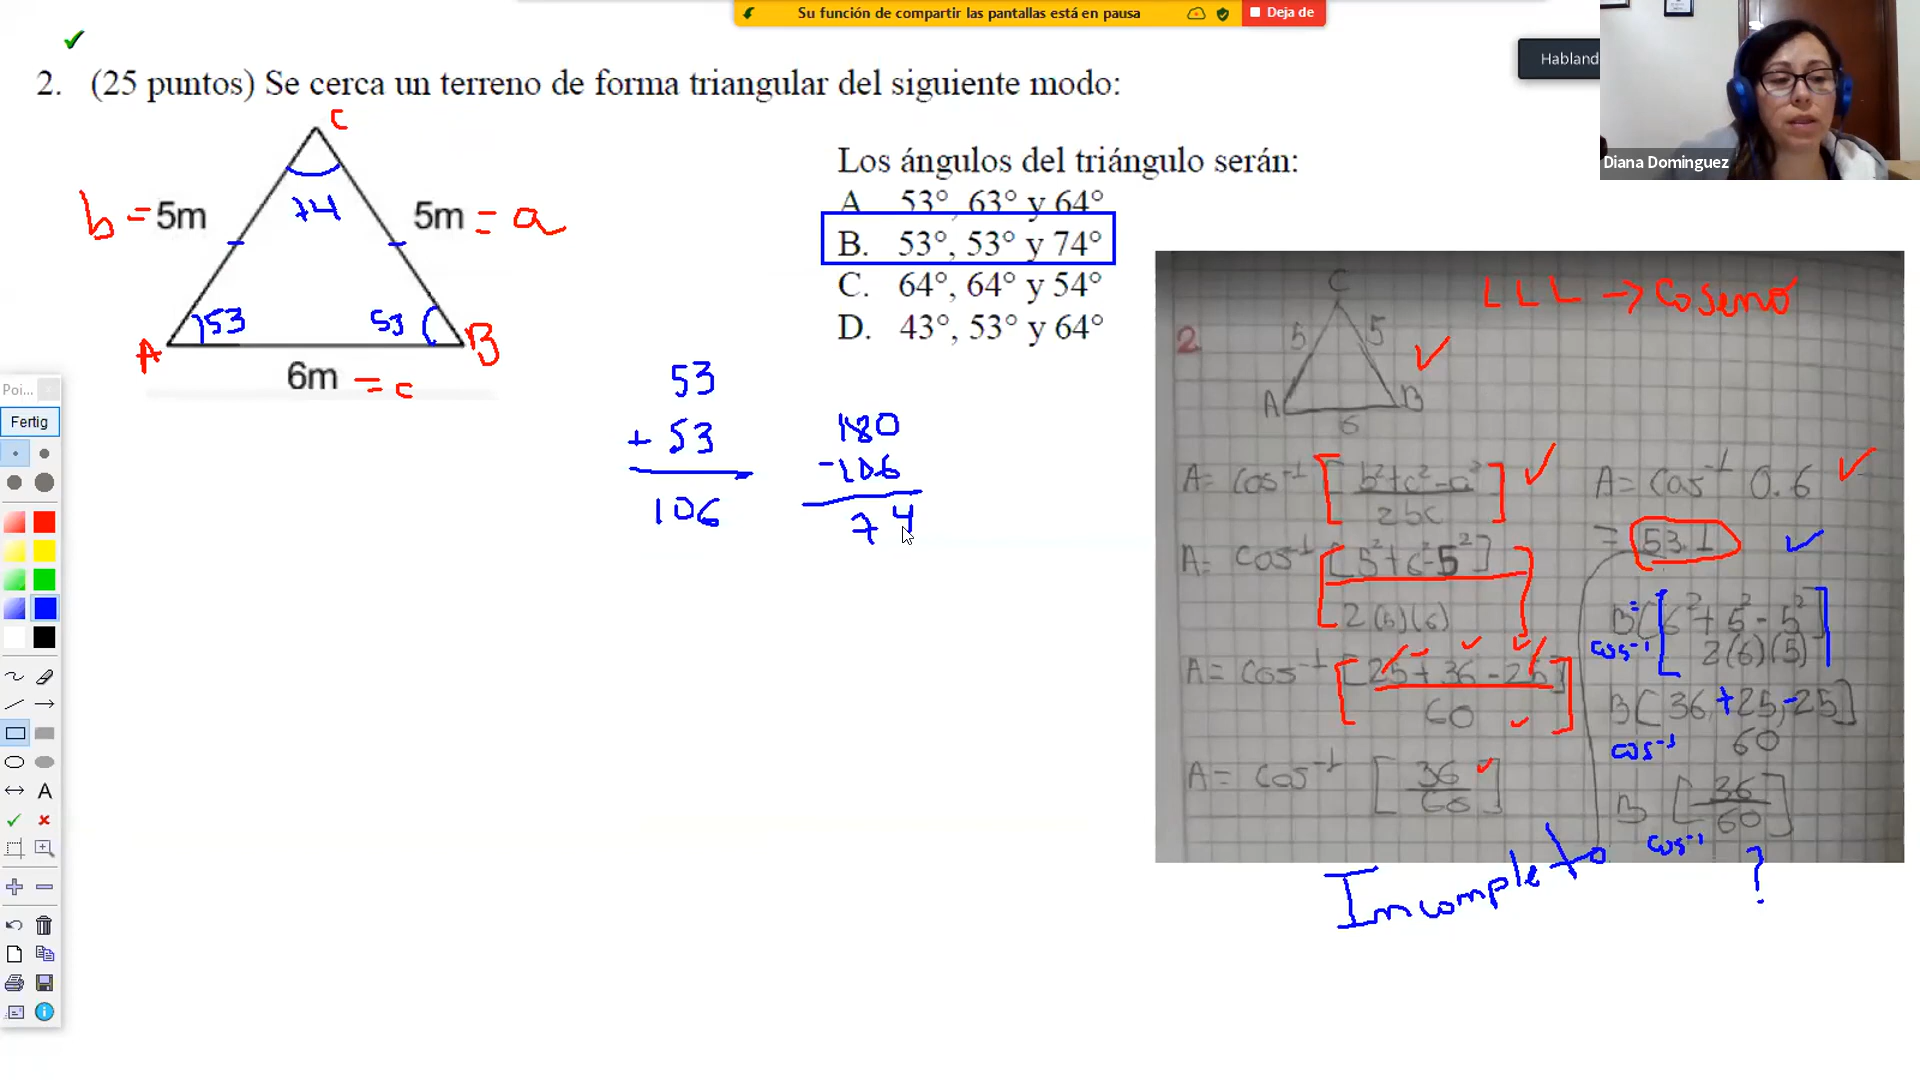 Su función de compartir las pantallas está en pausa
Deja de
Habland
Diana Dominguez
2. (25 puntos) Se cerca un terreno de forma triangular del siguiente modo:
C
b = 5m
5m = a
74
53
53
A
B
6m = c
Los ángulos del triángulo serán:
A 53°, 63° y 64°
B. 53°, 53° y 74°
C. 64°, 64° y 54°
D. 43°, 53° y 64°
53
+ 53
106
180
-106
74
Poi...
Fertig
A
LLL → Coseno
2
C
5
5
A
B
6
A= cos⁻¹ [b²+c²-a²]
2bc
A= cos⁻¹ [5²+6²-5²]
2(5)(6)
A= cos⁻¹ [25+36-25]
60
A= cos⁻¹ [36
60]
A= cos⁻¹ 0.6
= 53.1
B= [6²+5²-5²]
cos⁻¹ 2(6)(5)
B [36+25-25]
cos⁻¹ 60
B [36
60]
cos⁻¹
Incompleto ?